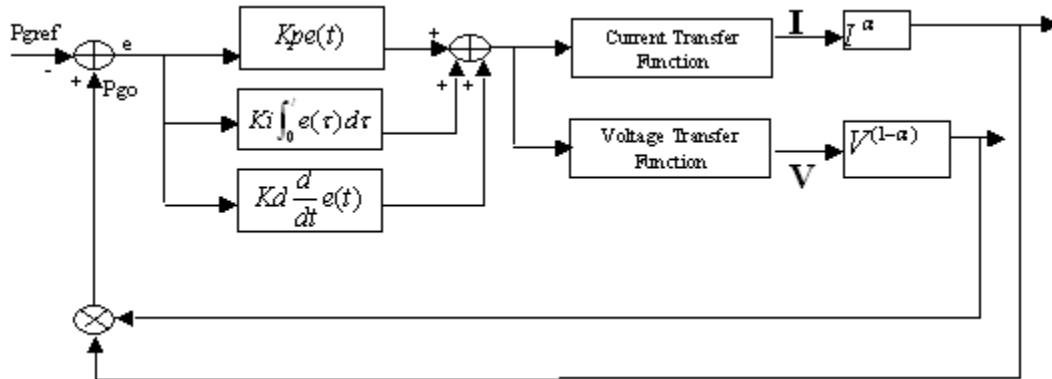 Pgref
e
-
+
Pgo
Kpe(t)
Ki∫₀ᵗ e(τ)dτ
Kd d/dt e(t)
+
+
+
Current Transfer
Function
I
I^α
Voltage Transfer
Function
V
V^(1-α)